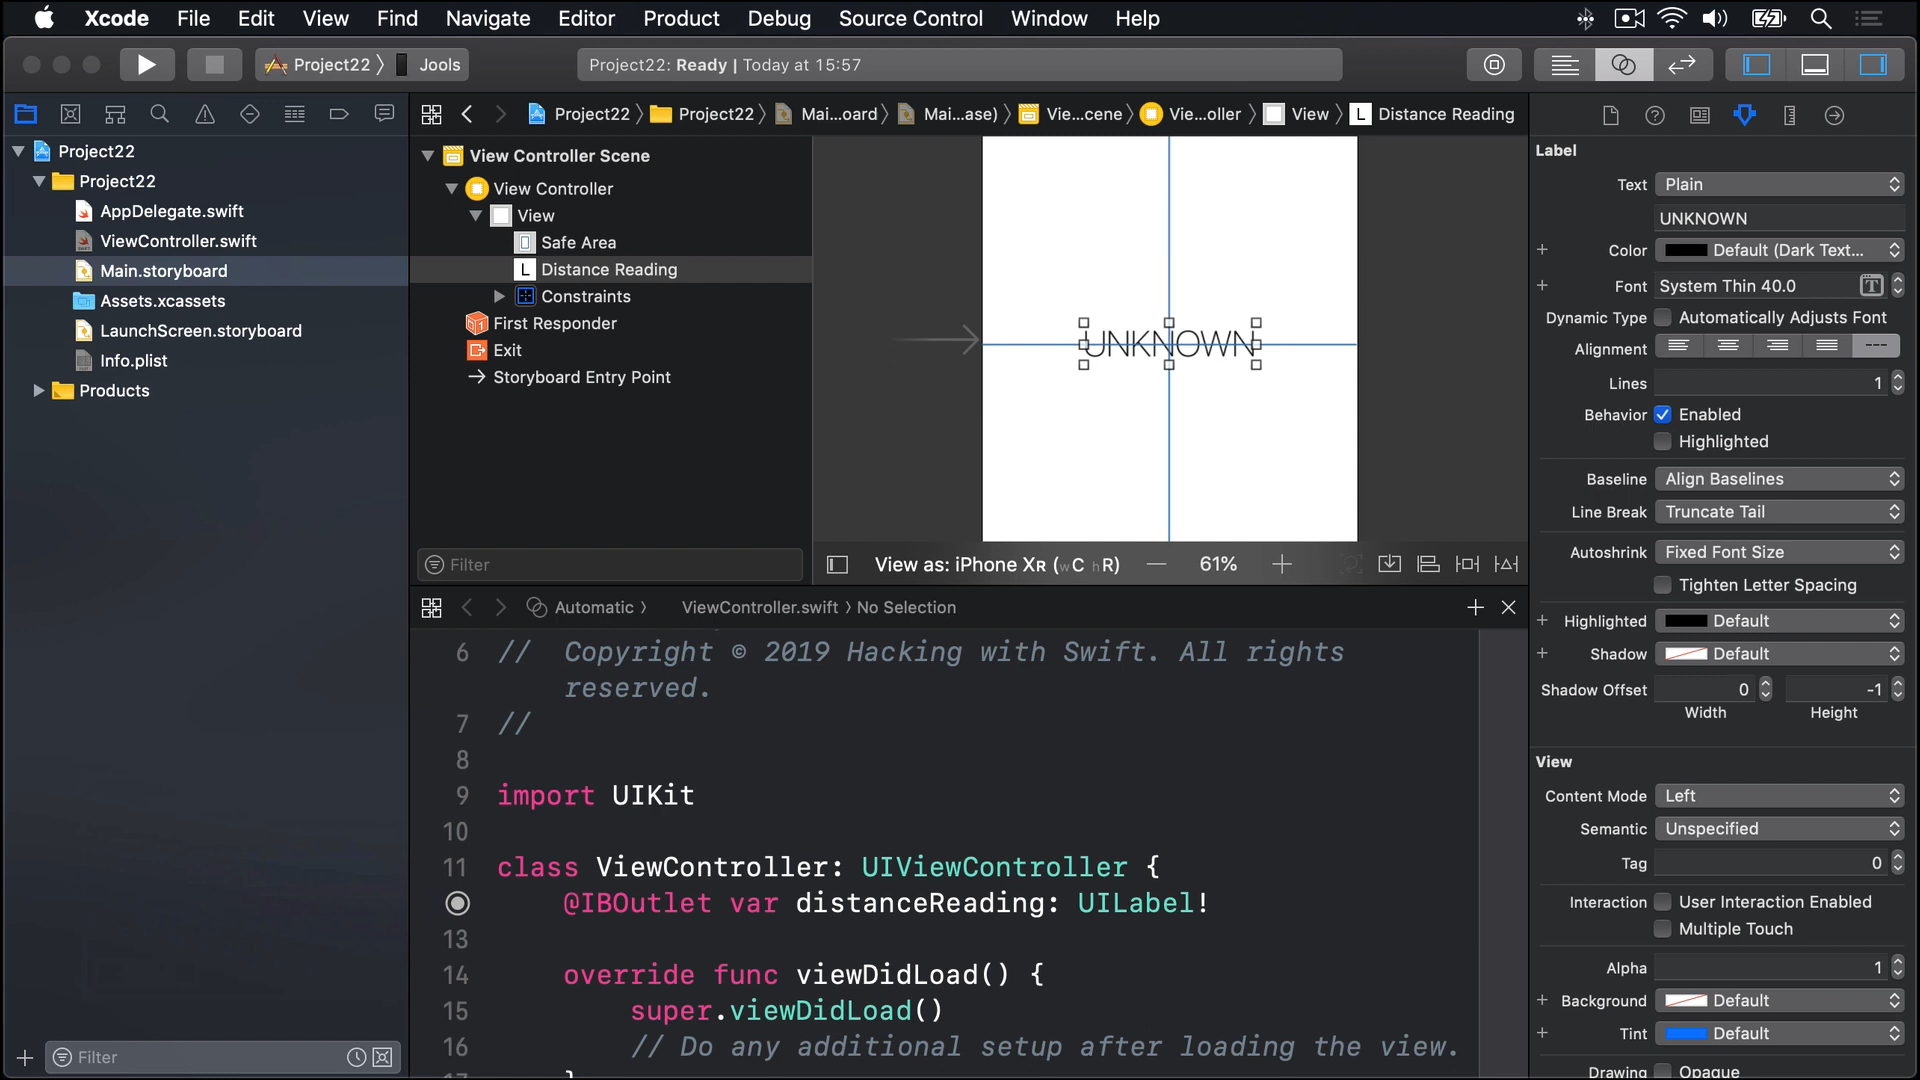 Xcode File Edit View Find Navigate Editor Product Debug Source Control Window Help
Project22 〉 Jools
Project22: Ready | Today at 15:57
Project22 〉 Project22 〉 Mai...oard 〉 Mai...ase) 〉 Vie...cene 〉 Vie...oller 〉 View 〉 L Distance Reading
Project22
Project22
AppDelegate.swift
ViewController.swift
Main.storyboard
Assets.xcassets
LaunchScreen.storyboard
Info.plist
Products
Filter
View Controller Scene
View Controller
View
Safe Area
L Distance Reading
Constraints
First Responder
Exit
Storyboard Entry Point
Filter
UNKNOWN
View as: iPhone XR (wC hR)
61%
Automatic 〉 ViewController.swift 〉 No Selection
6 // Copyright © 2019 Hacking with Swift. All rights
reserved.
7 //
8
9 import UIKit
10
11 class ViewController: UIViewController {
@IBOutlet var distanceReading: UILabel!
13
14 override func viewDidLoad() {
15 super.viewDidLoad()
16 // Do any additional setup after loading the view.
17 }
Label
Text Plain
UNKNOWN
Color Default (Dark Text...
Font System Thin 40.0 T
Dynamic Type Automatically Adjusts Font
Alignment
Lines 1
Behavior Enabled
Highlighted
Baseline Align Baselines
Line Break Truncate Tail
Autoshrink Fixed Font Size
Tighten Letter Spacing
Highlighted Default
Shadow Default
Shadow Offset 0 -1
Width Height
View
Content Mode Left
Semantic Unspecified
Tag 0
Interaction User Interaction Enabled
Multiple Touch
Alpha 1
Background Default
Tint Default
Drawing Opaque